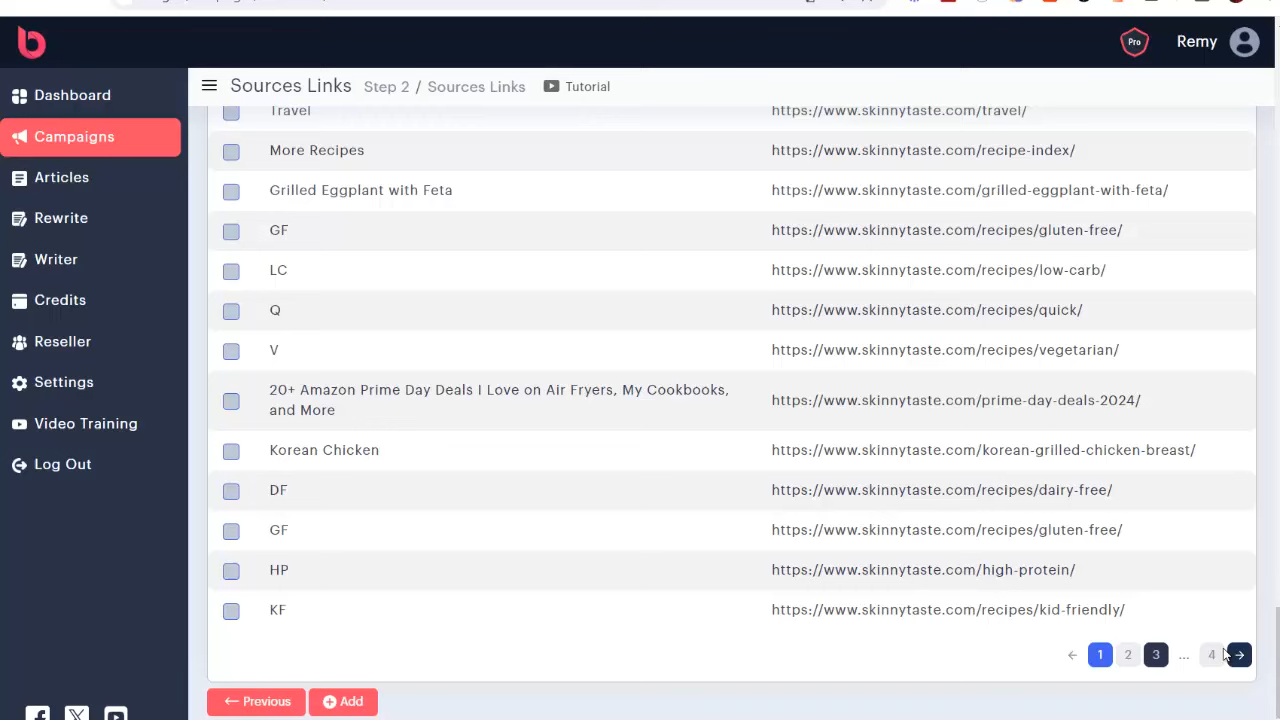 Pro
Remy
Dashboard
Campaigns
Articles
Rewrite
Writer
Credits
Reseller
Settings
Video Training
Log Out
Sources Links Step 2 / Sources Links Tutorial
Travel https://www.skinnytaste.com/travel/
More Recipes https://www.skinnytaste.com/recipe-index/
Grilled Eggplant with Feta https://www.skinnytaste.com/grilled-eggplant-with-feta/
GF https://www.skinnytaste.com/recipes/gluten-free/
LC https://www.skinnytaste.com/recipes/low-carb/
Q https://www.skinnytaste.com/recipes/quick/
V https://www.skinnytaste.com/recipes/vegetarian/
20+ Amazon Prime Day Deals I Love on Air Fryers, My Cookbooks,
and More https://www.skinnytaste.com/prime-day-deals-2024/
Korean Chicken https://www.skinnytaste.com/korean-grilled-chicken-breast/
DF https://www.skinnytaste.com/recipes/dairy-free/
GF https://www.skinnytaste.com/recipes/gluten-free/
HP https://www.skinnytaste.com/high-protein/
KF https://www.skinnytaste.com/recipes/kid-friendly/
← 1 2 3 ... 4 →
← Previous Add